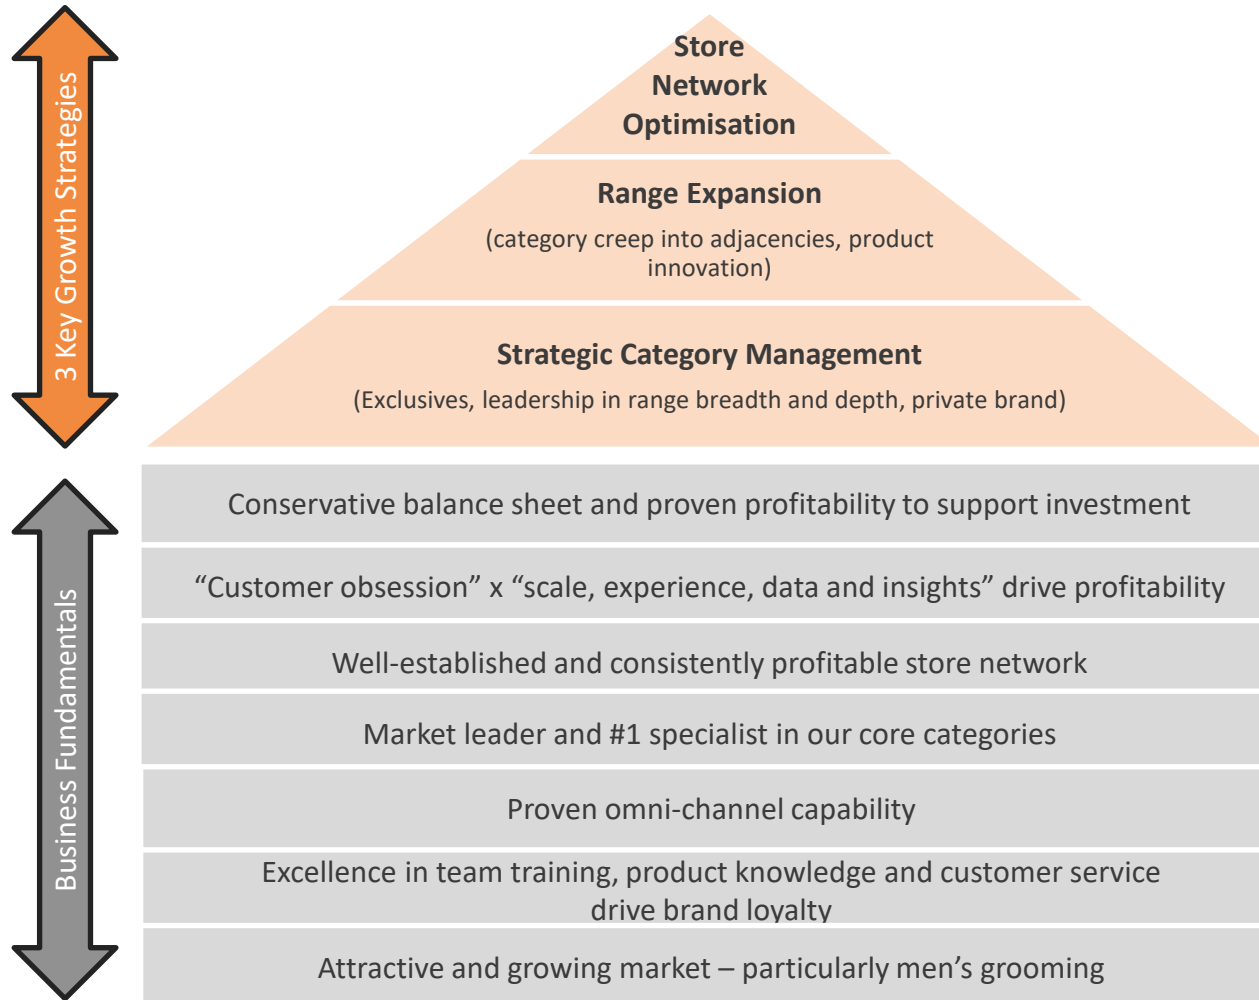 3 Key Growth Strategies
Store
Network
Optimisation
Range Expansion
(category creep into adjacencies, product
innovation)
Strategic Category Management
(Exclusives, leadership in range breadth and depth, private brand)
Business Fundamentals
Conservative balance sheet and proven profitability to support investment
“Customer obsession” x “scale, experience, data and insights” drive profitability
Well-established and consistently profitable store network
Market leader and #1 specialist in our core categories
Proven omni-channel capability
Excellence in team training, product knowledge and customer service
drive brand loyalty
Attractive and growing market – particularly men’s grooming